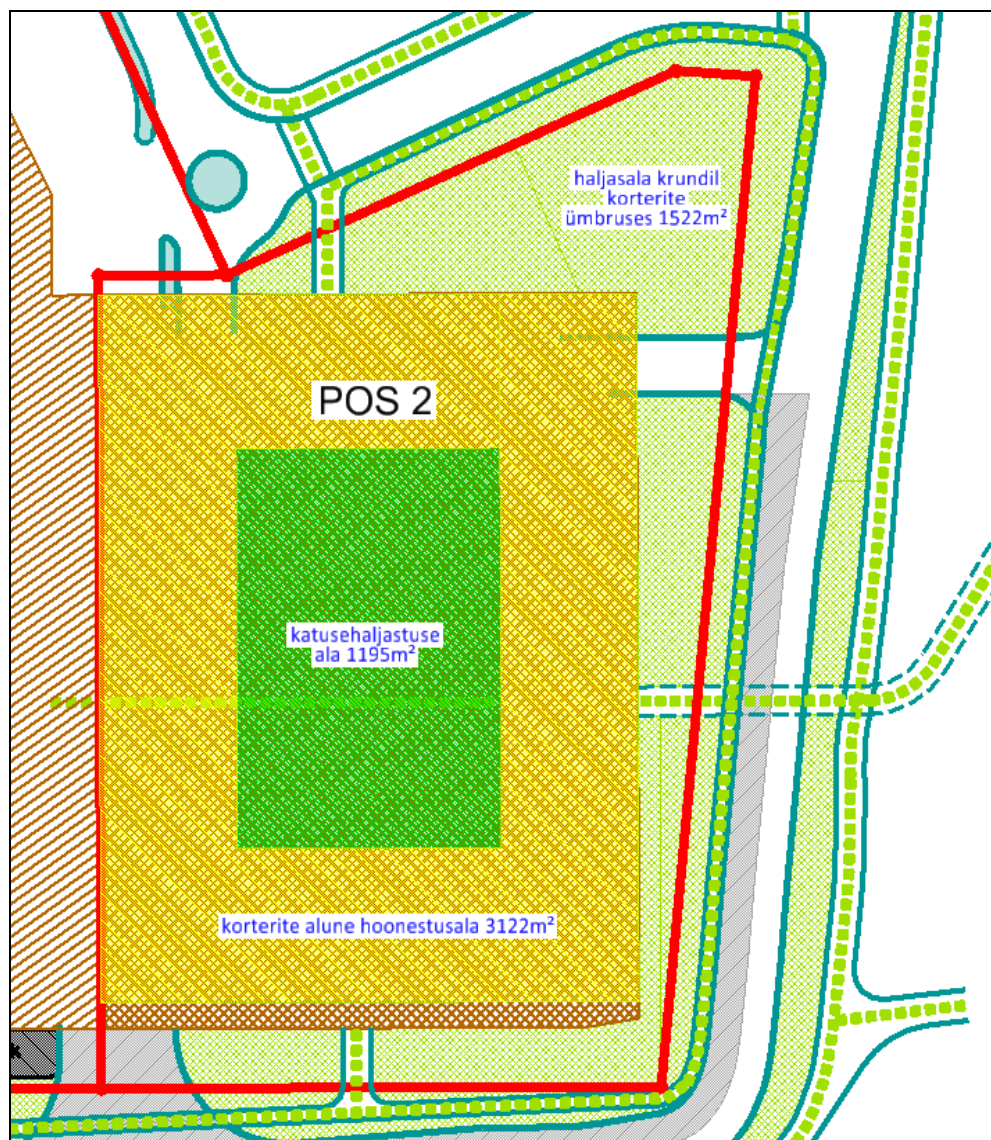 haljasala krundil
korterite
ümbruses 1522m²
POS 2
katusehaljastuse
ala 1195m²
korterite alune hoonestusala 3122m²
k